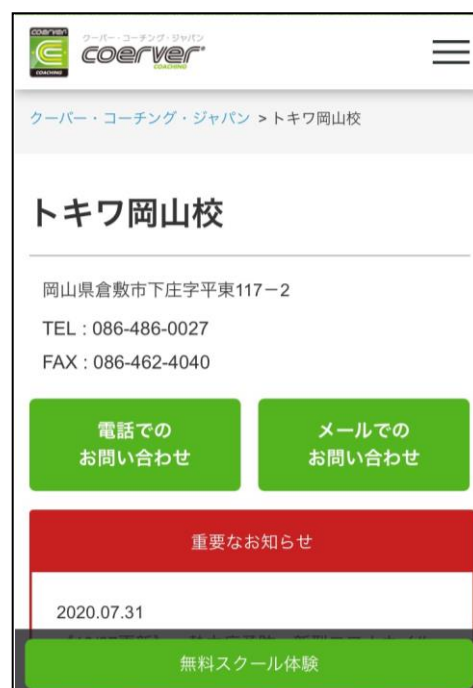 coerver
COACHING
クーバー・コーチング・ジャパン
coerver
COACHING
クーバー・コーチング・ジャパン > トキワ岡山校
トキワ岡山校
岡山県倉敷市下庄字平東117−2
TEL : 086-486-0027
FAX : 086-462-4040
電話での
お問い合わせ
メールでの
お問い合わせ
重要なお知らせ
2020.07.31
無料スクール体験